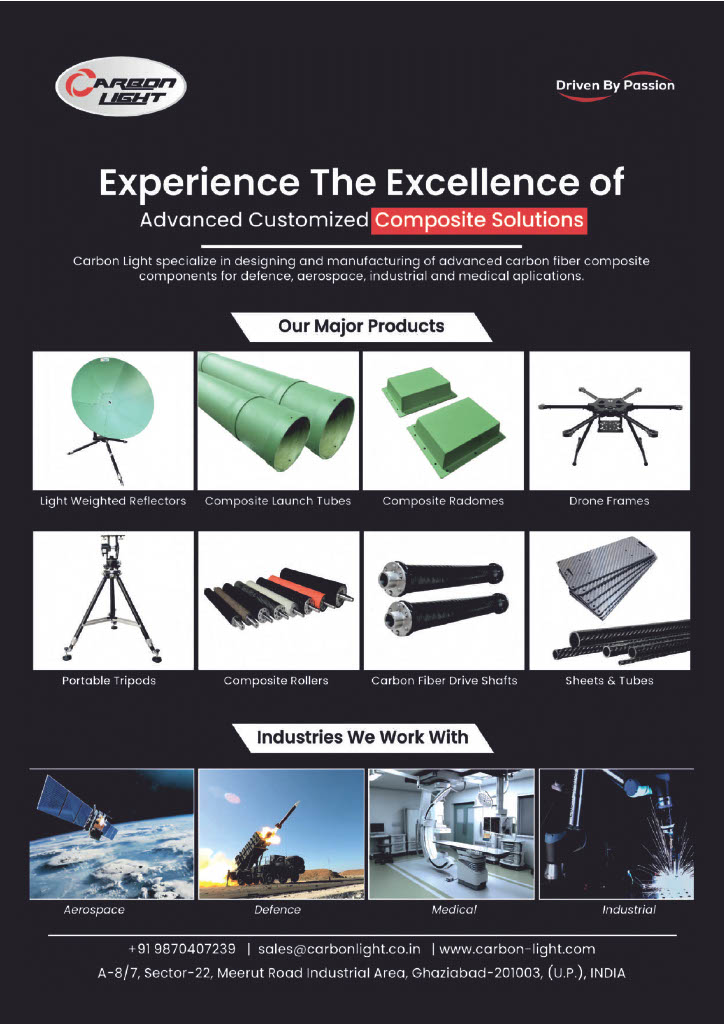 CARBON
LIGHT
Driven By Passion
Experience The Excellence of
Advanced Customized Composite Solutions
Carbon Light specialize in designing and manufacturing of advanced carbon fiber composite
components for defence, aerospace, industrial and medical aplications.
Our Major Products
Light Weighted Reflectors
Composite Launch Tubes
Composite Radomes
Drone Frames
Portable Tripods
Composite Rollers
Carbon Fiber Drive Shafts
Sheets & Tubes
Industries We Work With
Aerospace
Defence
Medical
Industrial
+91 9870407239 | sales@carbonlight.co.in | www.carbon-light.com
A-8/7, Sector-22, Meerut Road Industrial Area, Ghaziabad-201003, (U.P.), INDIA